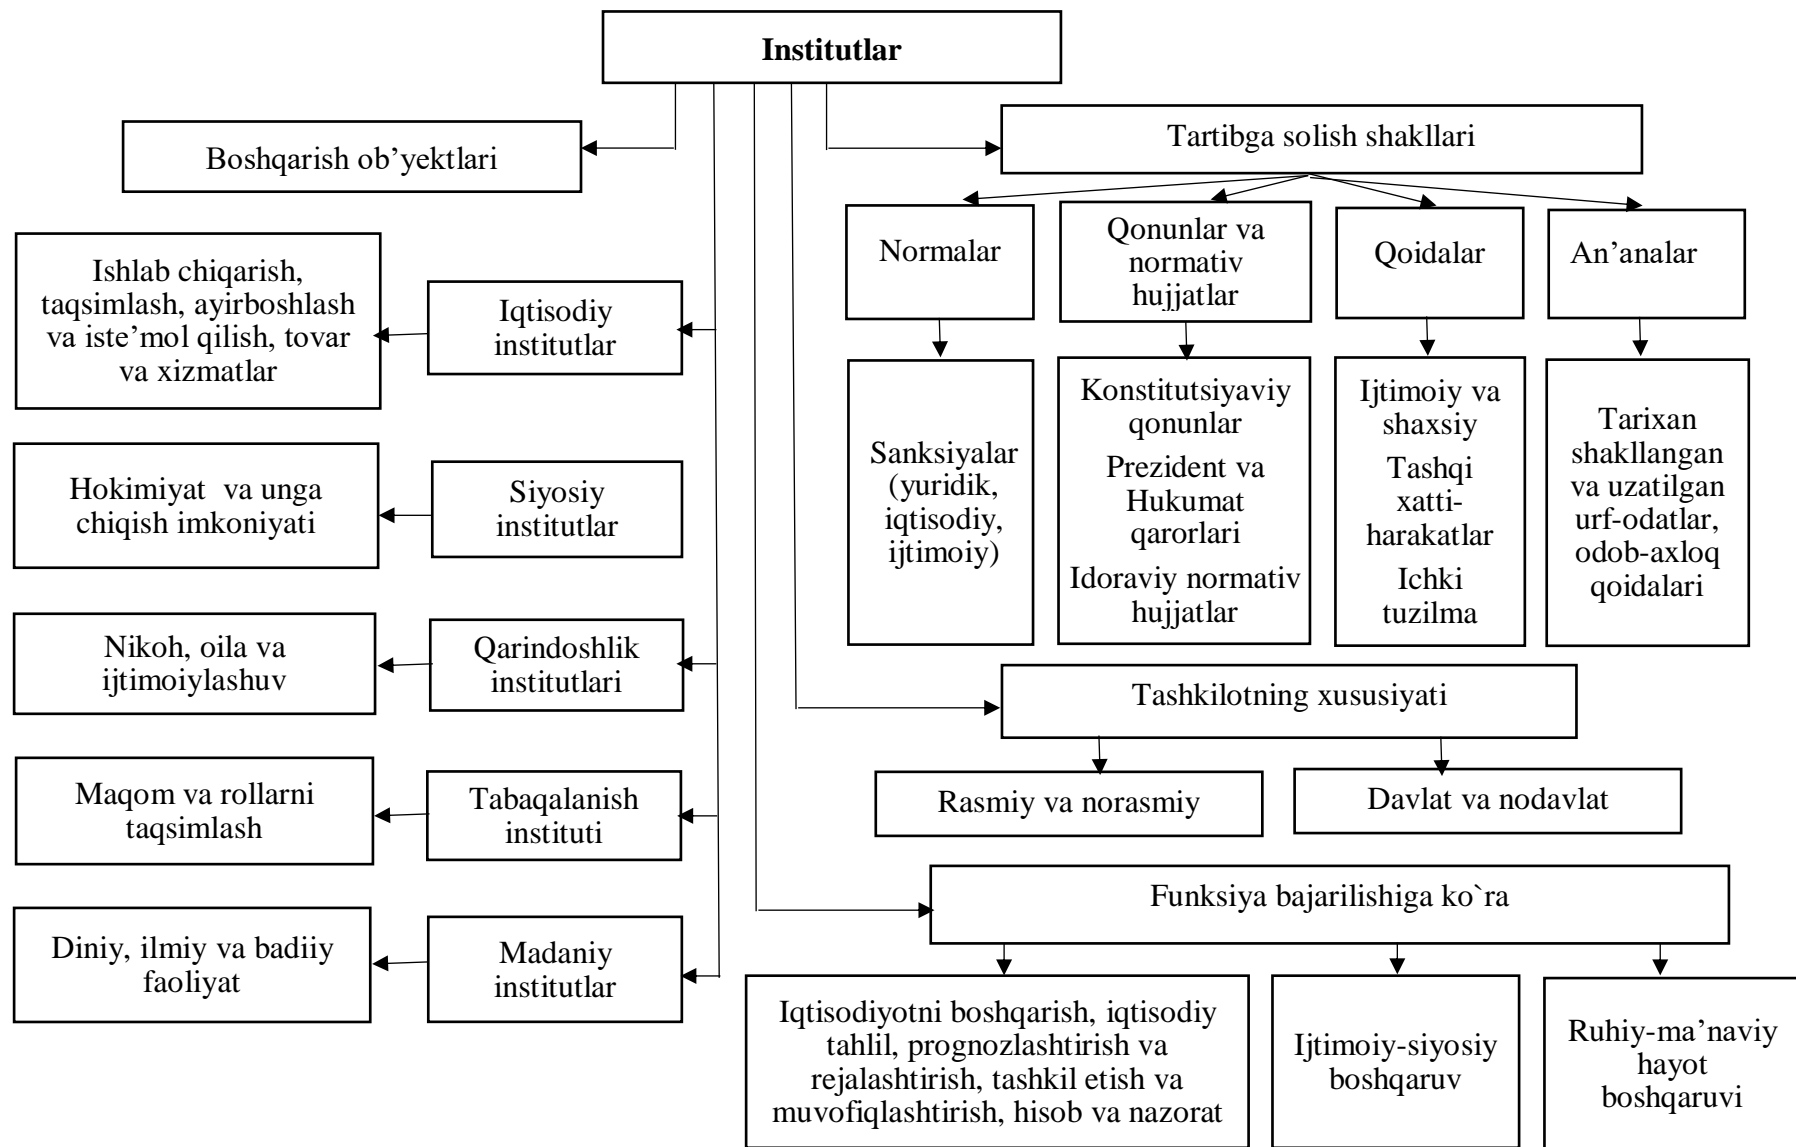 Institutlar
Boshqarish ob’yektlari
Ishlab chiqarish,
taqsimlash, ayirboshlash
va iste’mol qilish, tovar
va xizmatlar
Iqtisodiy
institutlar
Hokimiyat va unga
chiqish imkoniyati
Siyosiy
institutlar
Nikoh, oila va
ijtimoiylashuv
Qarindoshlik
institutlari
Maqom va rollarni
taqsimlash
Tabaqalanish
instituti
Diniy, ilmiy va badiiy
faoliyat
Madaniy
institutlar
Tartibga solish shakllari
Normalar
Qonunlar va
normativ
hujjatlar
Qoidalar
An’analar
Sanksiyalar
(yuridik,
iqtisodiy,
ijtimoiy)
Konstitutsiyaviy
qonunlar
Prezident va
Hukumat
qarorlari
Idoraviy normativ
hujjatlar
Ijtimoiy va
shaxsiy
Tashqi
xatti-
harakatlar
Ichki
tuzilma
Tarixan
shakllangan
va uzatilgan
urf-odatlar,
odob-axloq
qoidalari
Tashkilotning xususiyati
Rasmiy va norasmiy
Davlat va nodavlat
Funksiya bajarilishiga ko`ra
Iqtisodiyotni boshqarish, iqtisodiy
tahlil, prognozlashtirish va
rejalashtirish, tashkil etish va
muvofiqlashtirish, hisob va nazorat
Ijtimoiy-siyosiy
boshqaruv
Ruhiy-ma’naviy
hayot
boshqaruvi